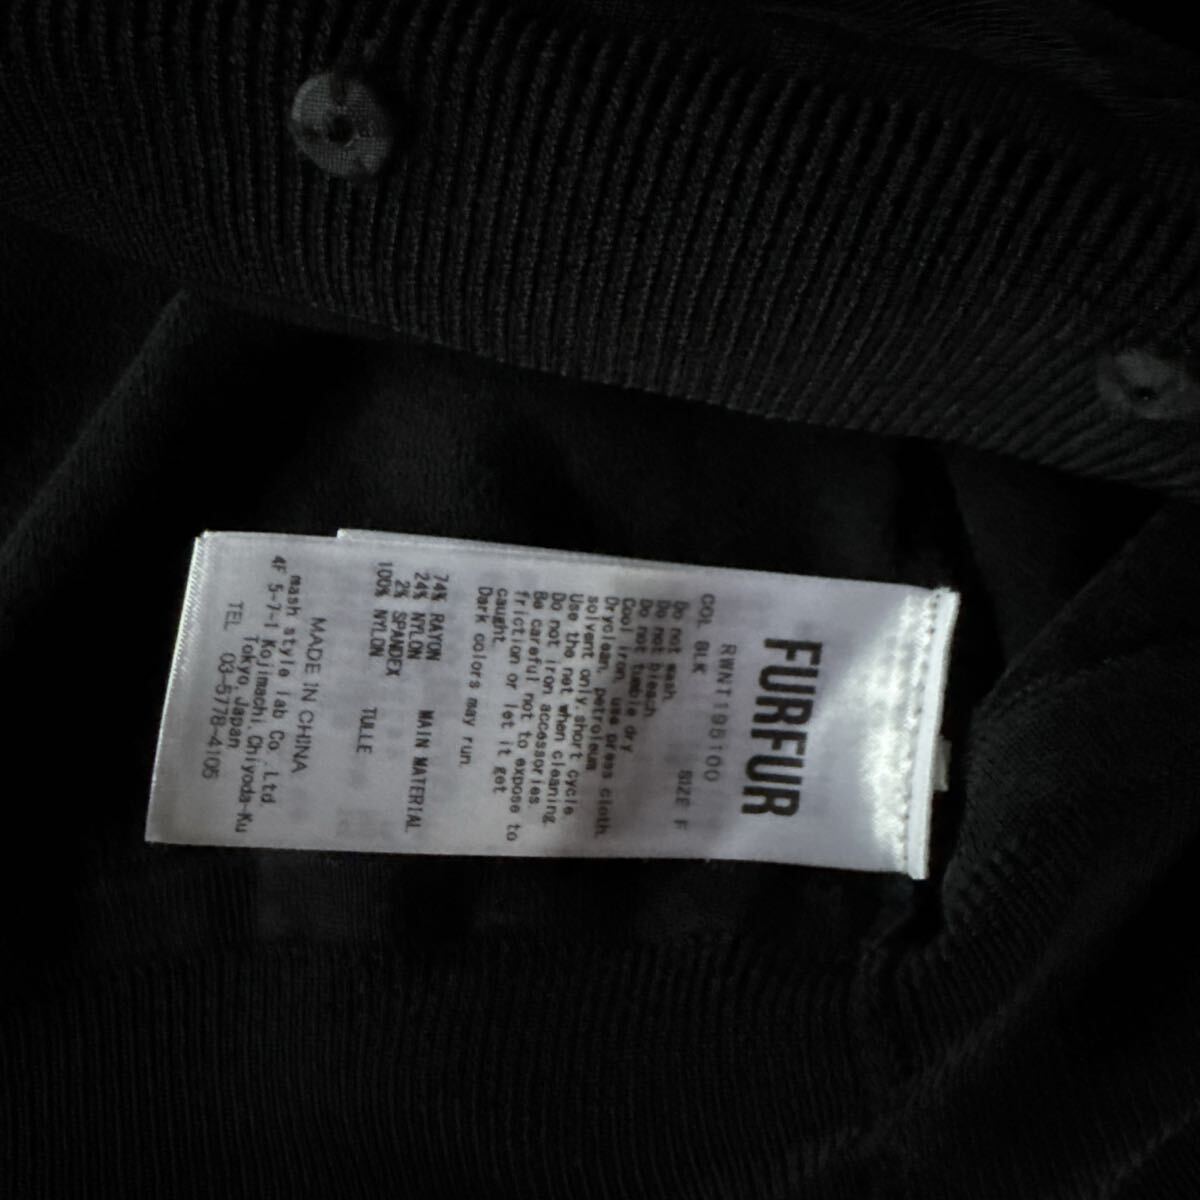 FURFUR
RWNT195100
COL BLK SIZE F
Do not wash
Do not bleach
Do not tumble dry
Cool iron, use press cloth.
Dryclean, petroleum
solvent only,short cycle
Use the net when cleaning
Do not iron accessories
Be careful not to expose to
friction or let it get
caught.
Dark colors may run.
74% RAYON MAIN MATERIAL
24% NYLON
2% SPANDEX
100% NYLON TULLE
MADE IN CHINA
mash style lab Co.,Ltd.
4F 5-7-1 Kojimachi,Chiyoda-Ku
Tokyo,Japan
TEL 03-5778-4105